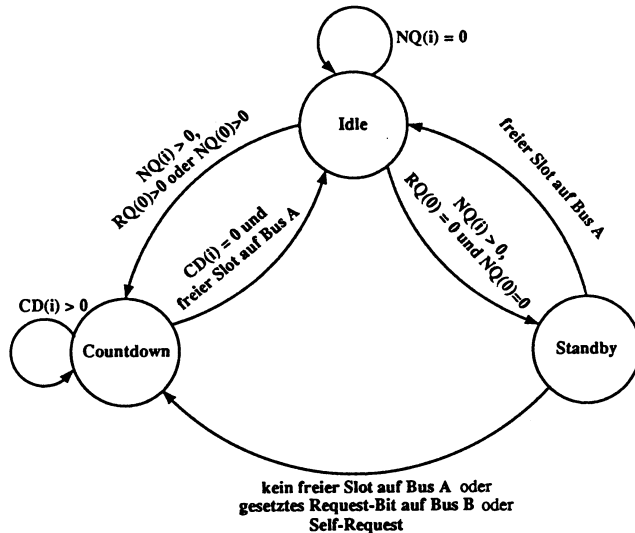 NQ(i) = 0
Idle
NQ(i) > 0,
RQ(0)>0 oder NQ(0)>0
freier Slot auf Bus A
NQ(i) > 0,
RQ(0) = 0 und NQ(0)=0
CD(i) = 0 und
freier Slot auf Bus A
CD(i) > 0
Countdown
Standby
kein freier Slot auf Bus A oder
gesetztes Request-Bit auf Bus B oder
Self-Request